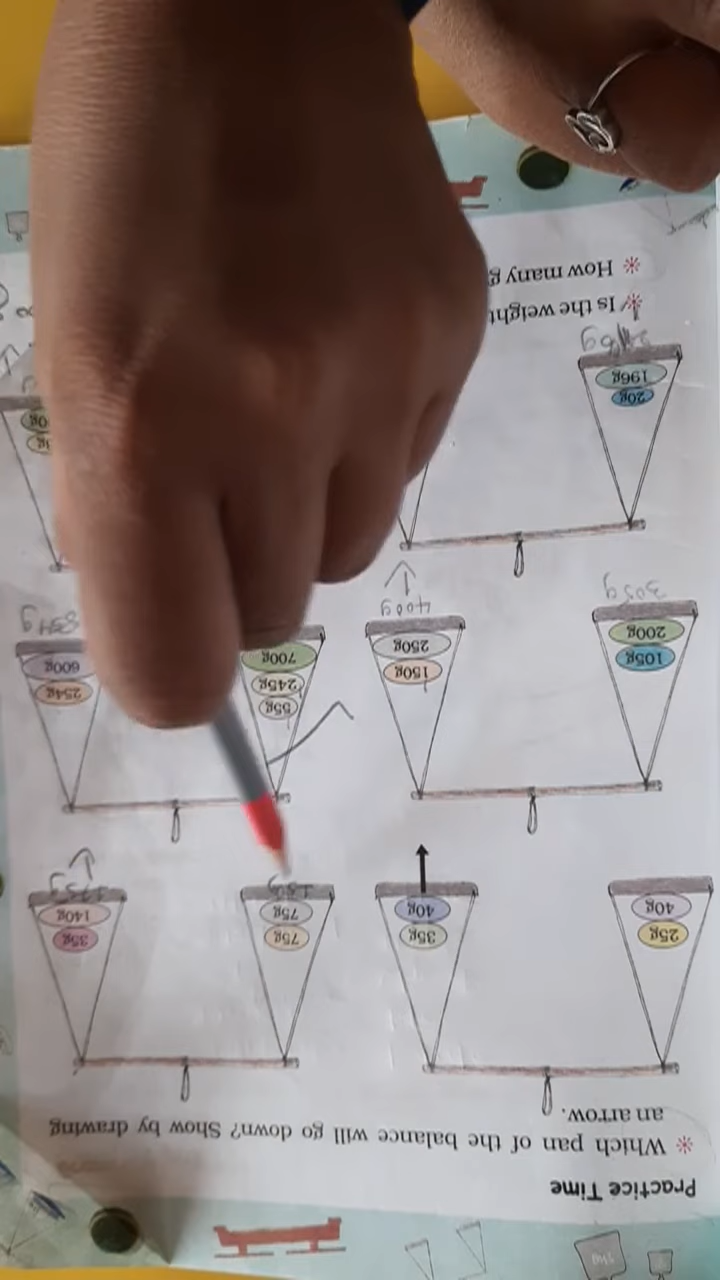 Practice Time
* Which pan of the balance will go down? Show by drawing
an arrow.
25g 35g 75g 35g
40g 40g 75g 140g
55g
105g 150g 245g 254g
200g 250g 700g 600g
305g 400g
20g
196g
* Is the weight
* How many